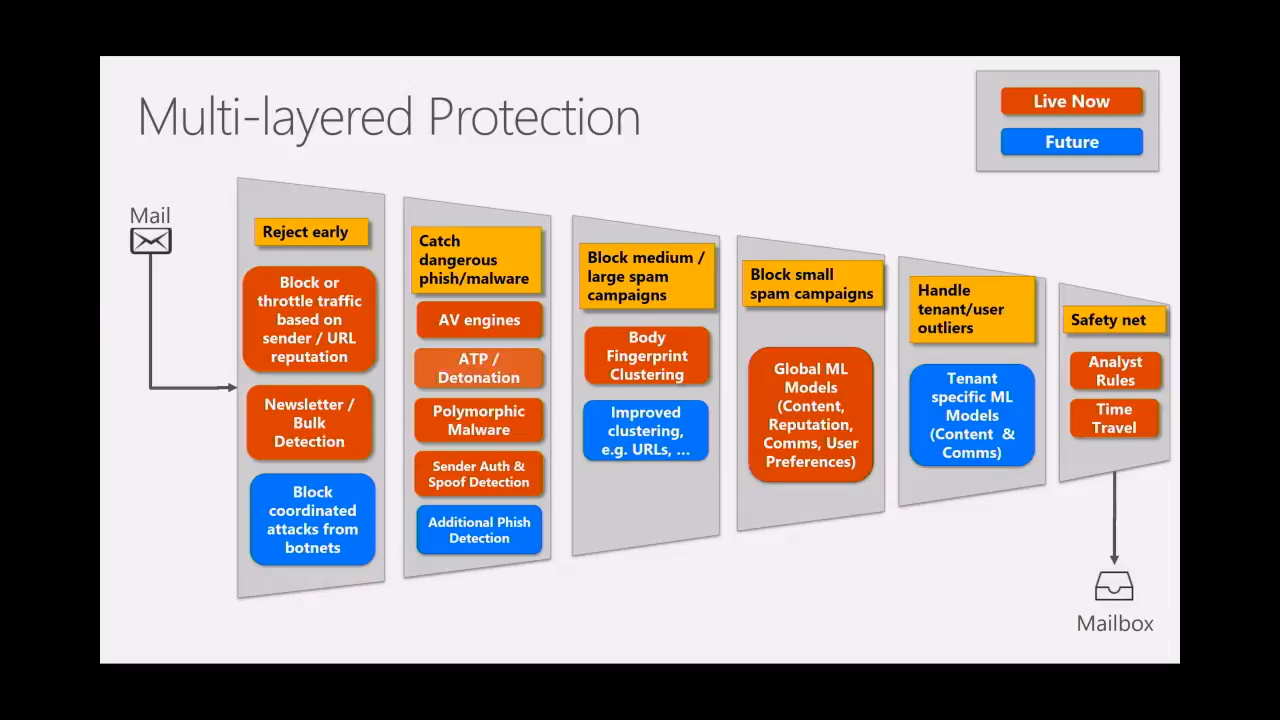 Multi-layered Protection
Live Now
Future
Mail
Reject early
Block or
throttle traffic
based on
sender / URL
reputation
Newsletter /
Bulk
Detection
Block
coordinated
attacks from
botnets
Catch
dangerous
phish/malware
AV engines
ATP /
Detonation
Polymorphic
Malware
Sender Auth &
Spoof Detection
Additional Phish
Detection
Block medium /
large spam
campaigns
Body
Fingerprint
Clustering
Improved
clustering,
e.g. URLs, ...
Block small
spam campaigns
Global ML
Models
(Content,
Reputation,
Comms, User
Preferences)
Handle
tenant/user
outliers
Tenant
specific ML
Models
(Content & 
Comms)
Safety net
Analyst
Rules
Time
Travel
Mailbox